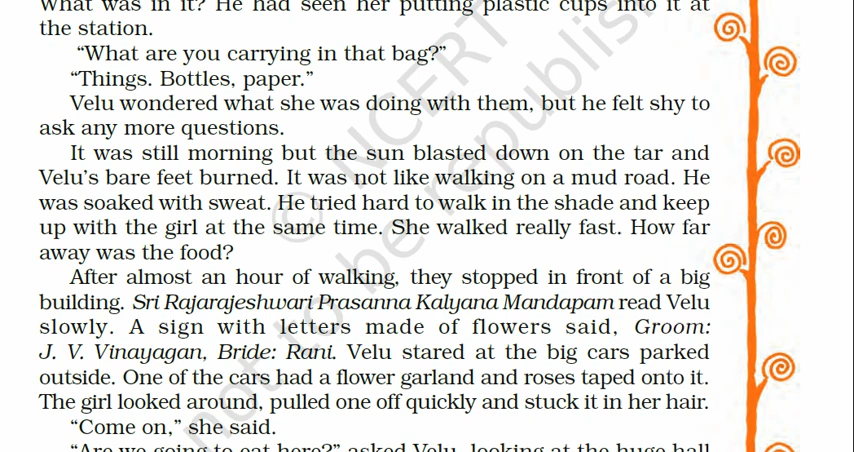 What was in it? He had seen her putting plastic cups into it at
the station.
“What are you carrying in that bag?”
“Things. Bottles, paper.”
Velu wondered what she was doing with them, but he felt shy to
ask any more questions.
It was still morning but the sun blasted down on the tar and
Velu’s bare feet burned. It was not like walking on a mud road. He
was soaked with sweat. He tried hard to walk in the shade and keep
up with the girl at the same time. She walked really fast. How far
away was the food?
After almost an hour of walking, they stopped in front of a big
building. Sri Rajarajeshwari Prasanna Kalyana Mandapam read Velu
slowly. A sign with letters made of flowers said, Groom:
J. V. Vinayagan, Bride: Rani. Velu stared at the big cars parked
outside. One of the cars had a flower garland and roses taped onto it.
The girl looked around, pulled one off quickly and stuck it in her hair.
“Come on,” she said.
“Are we going to eat here?” asked Velu, looking at the huge hall
© NCERT
not to be republis